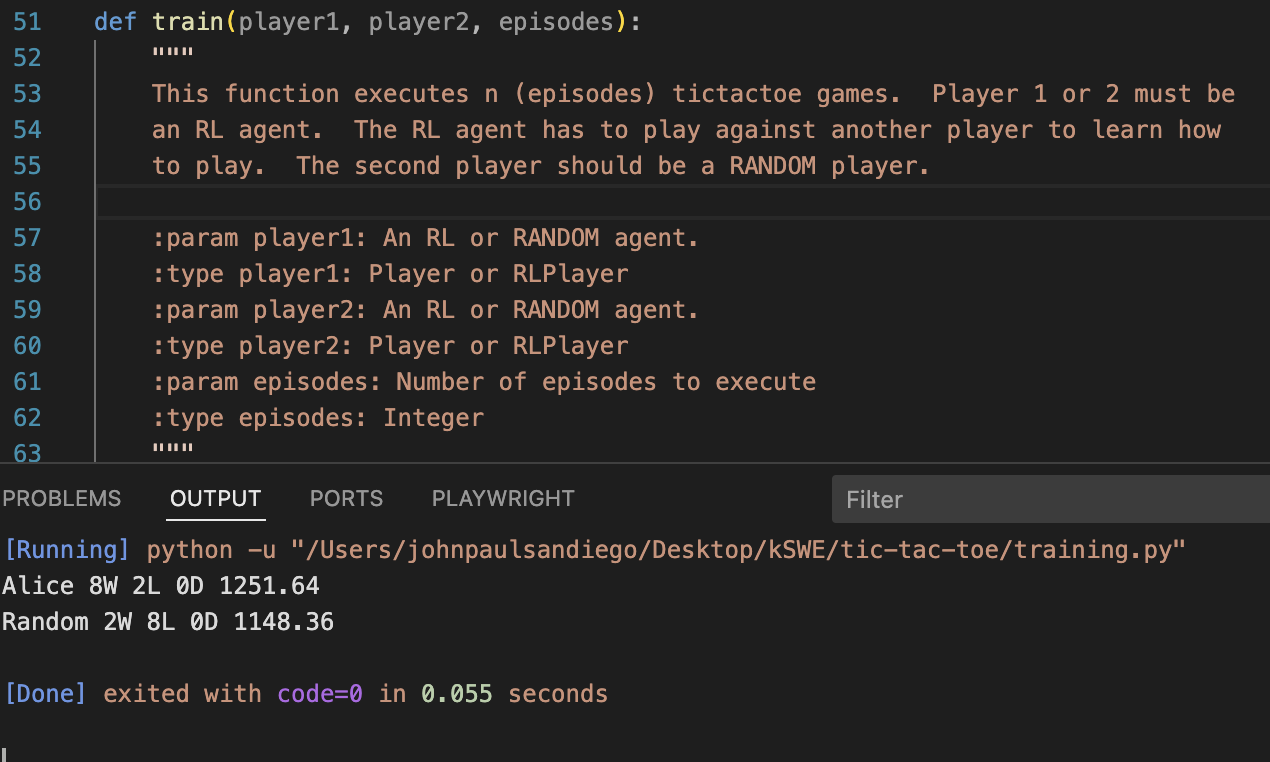 51 def train(player1, player2, episodes):
52 """
53 This function executes n (episodes) tictactoe games.  Player 1 or 2 must be
54 an RL agent.  The RL agent has to play against another player to learn how
55 to play.  The second player should be a RANDOM player.
56
57 :param player1: An RL or RANDOM agent.
58 :type player1: Player or RLPlayer
59 :param player2: An RL or RANDOM agent.
60 :type player2: Player or RLPlayer
61 :param episodes: Number of episodes to execute
62 :type episodes: Integer
63 """
PROBLEMS OUTPUT PORTS PLAYWRIGHT Filter
[Running] python -u "/Users/johnpaulsandiego/Desktop/kSWE/tic-tac-toe/training.py"
Alice 8W 2L 0D 1251.64
Random 2W 8L 0D 1148.36
[Done] exited with code=0 in 0.055 seconds